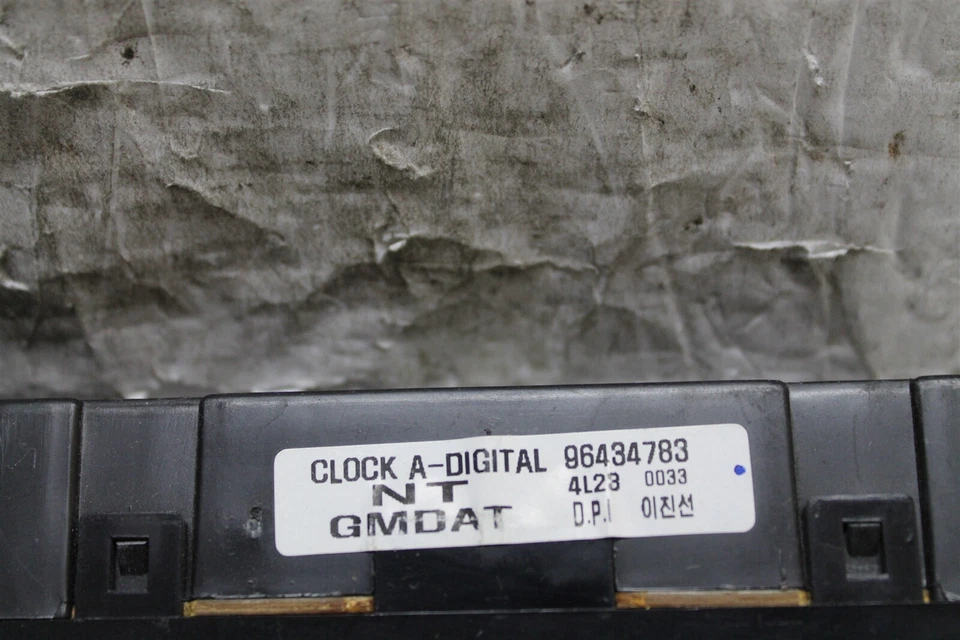 CLOCK A-DIGITAL 96434783
NT 4L23 0033
GMDAT D.P.I 이진선